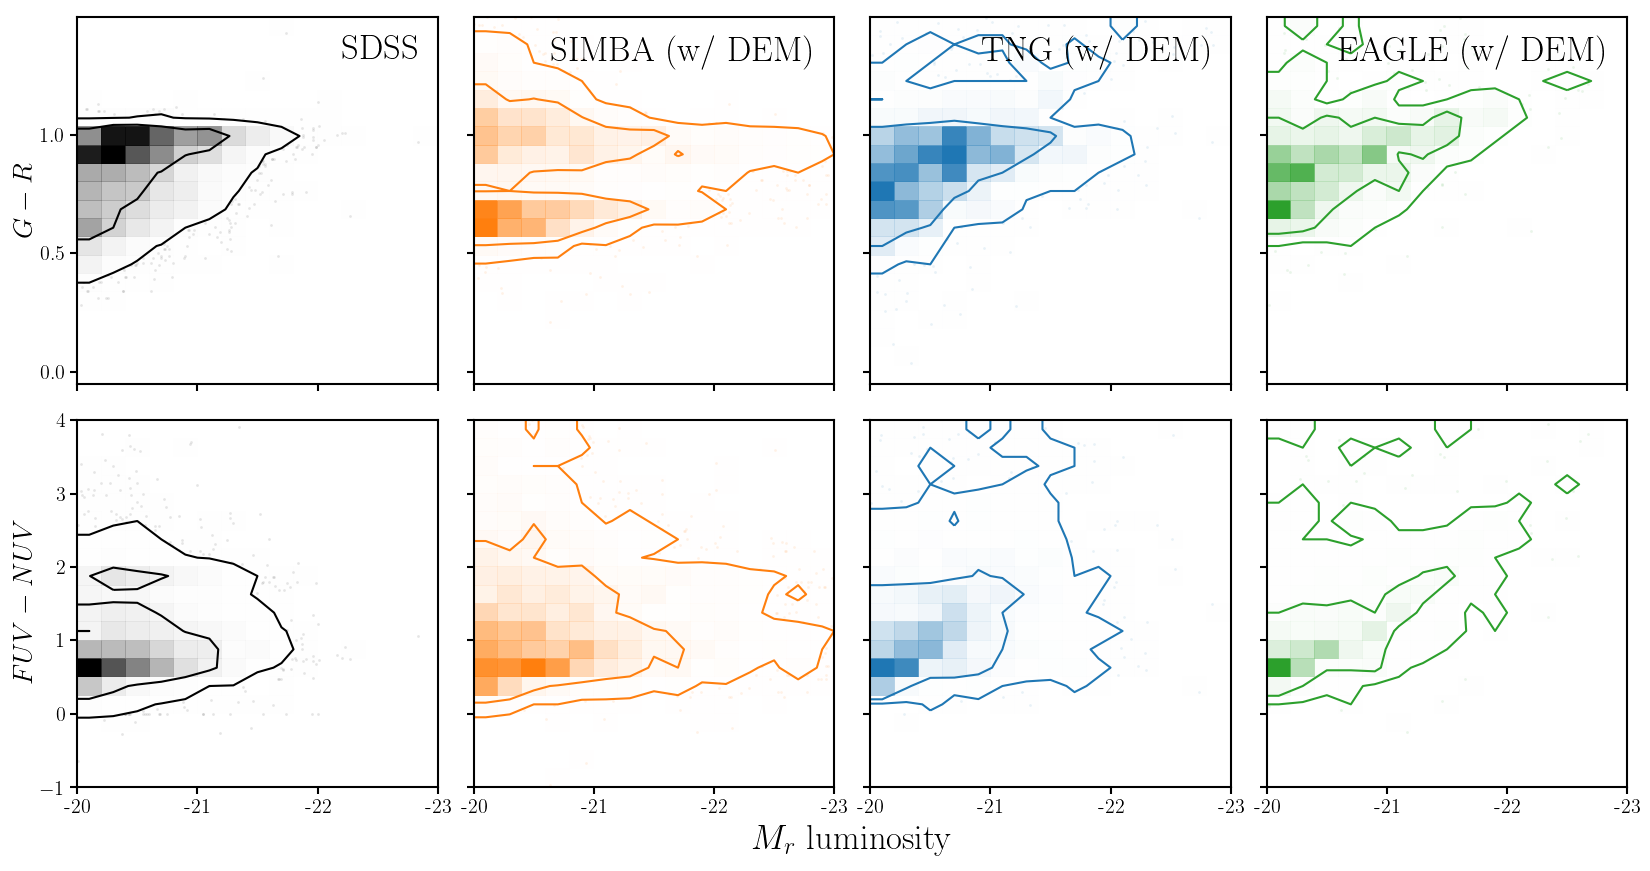 SDSS
SIMBA (w/ DEM)
TNG (w/ DEM)
EAGLE (w/ DEM)
G − R
1.0
0.5
0.0
FUV − NUV
4
3
2
1
0
−1
-20 -21 -22 -23
-20 -21 -22 -23
-20 -21 -22 -23
-20 -21 -22 -23
M_r luminosity